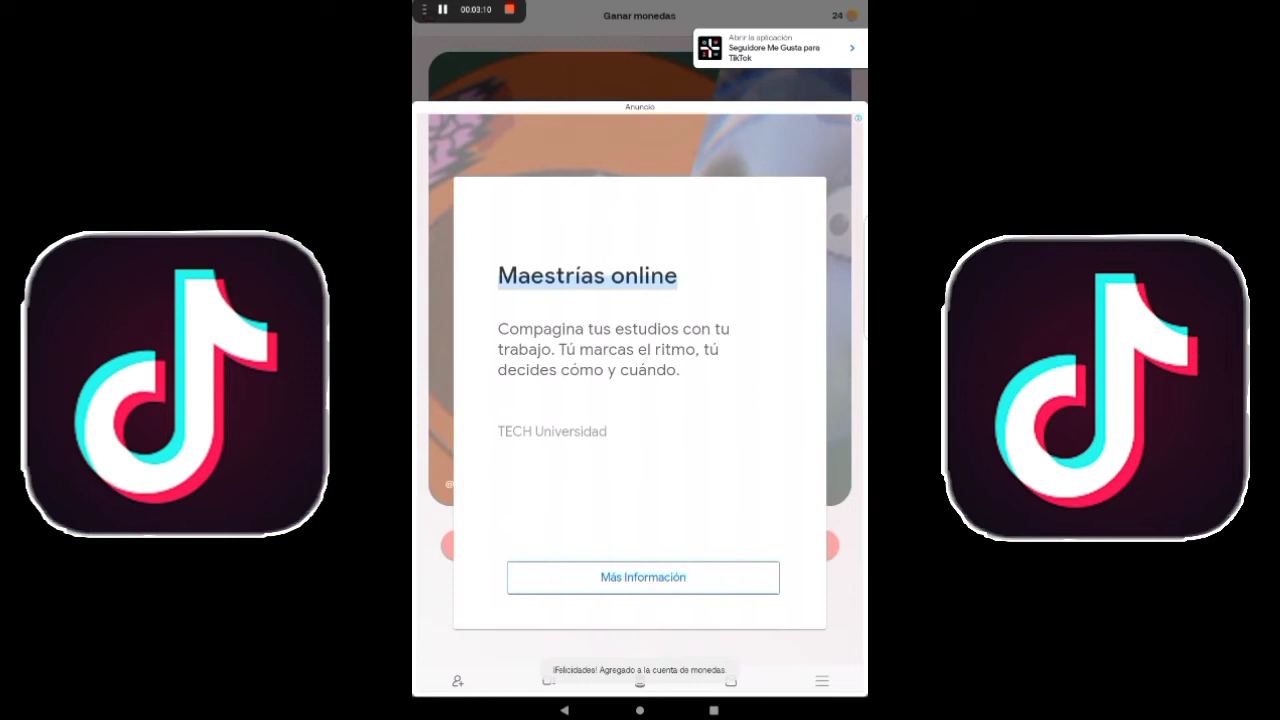 00:03:10
Ganar monedas
24
Abrir la aplicación
Seguidore Me Gusta para
TikTok
Anuncio
Maestrías online
Compagina tus estudios con tu
trabajo. Tú marcas el ritmo, tú
decides cómo y cuándo.
TECH Universidad
Más Información
¡Felicidades! Agregado a la cuenta de monedas.